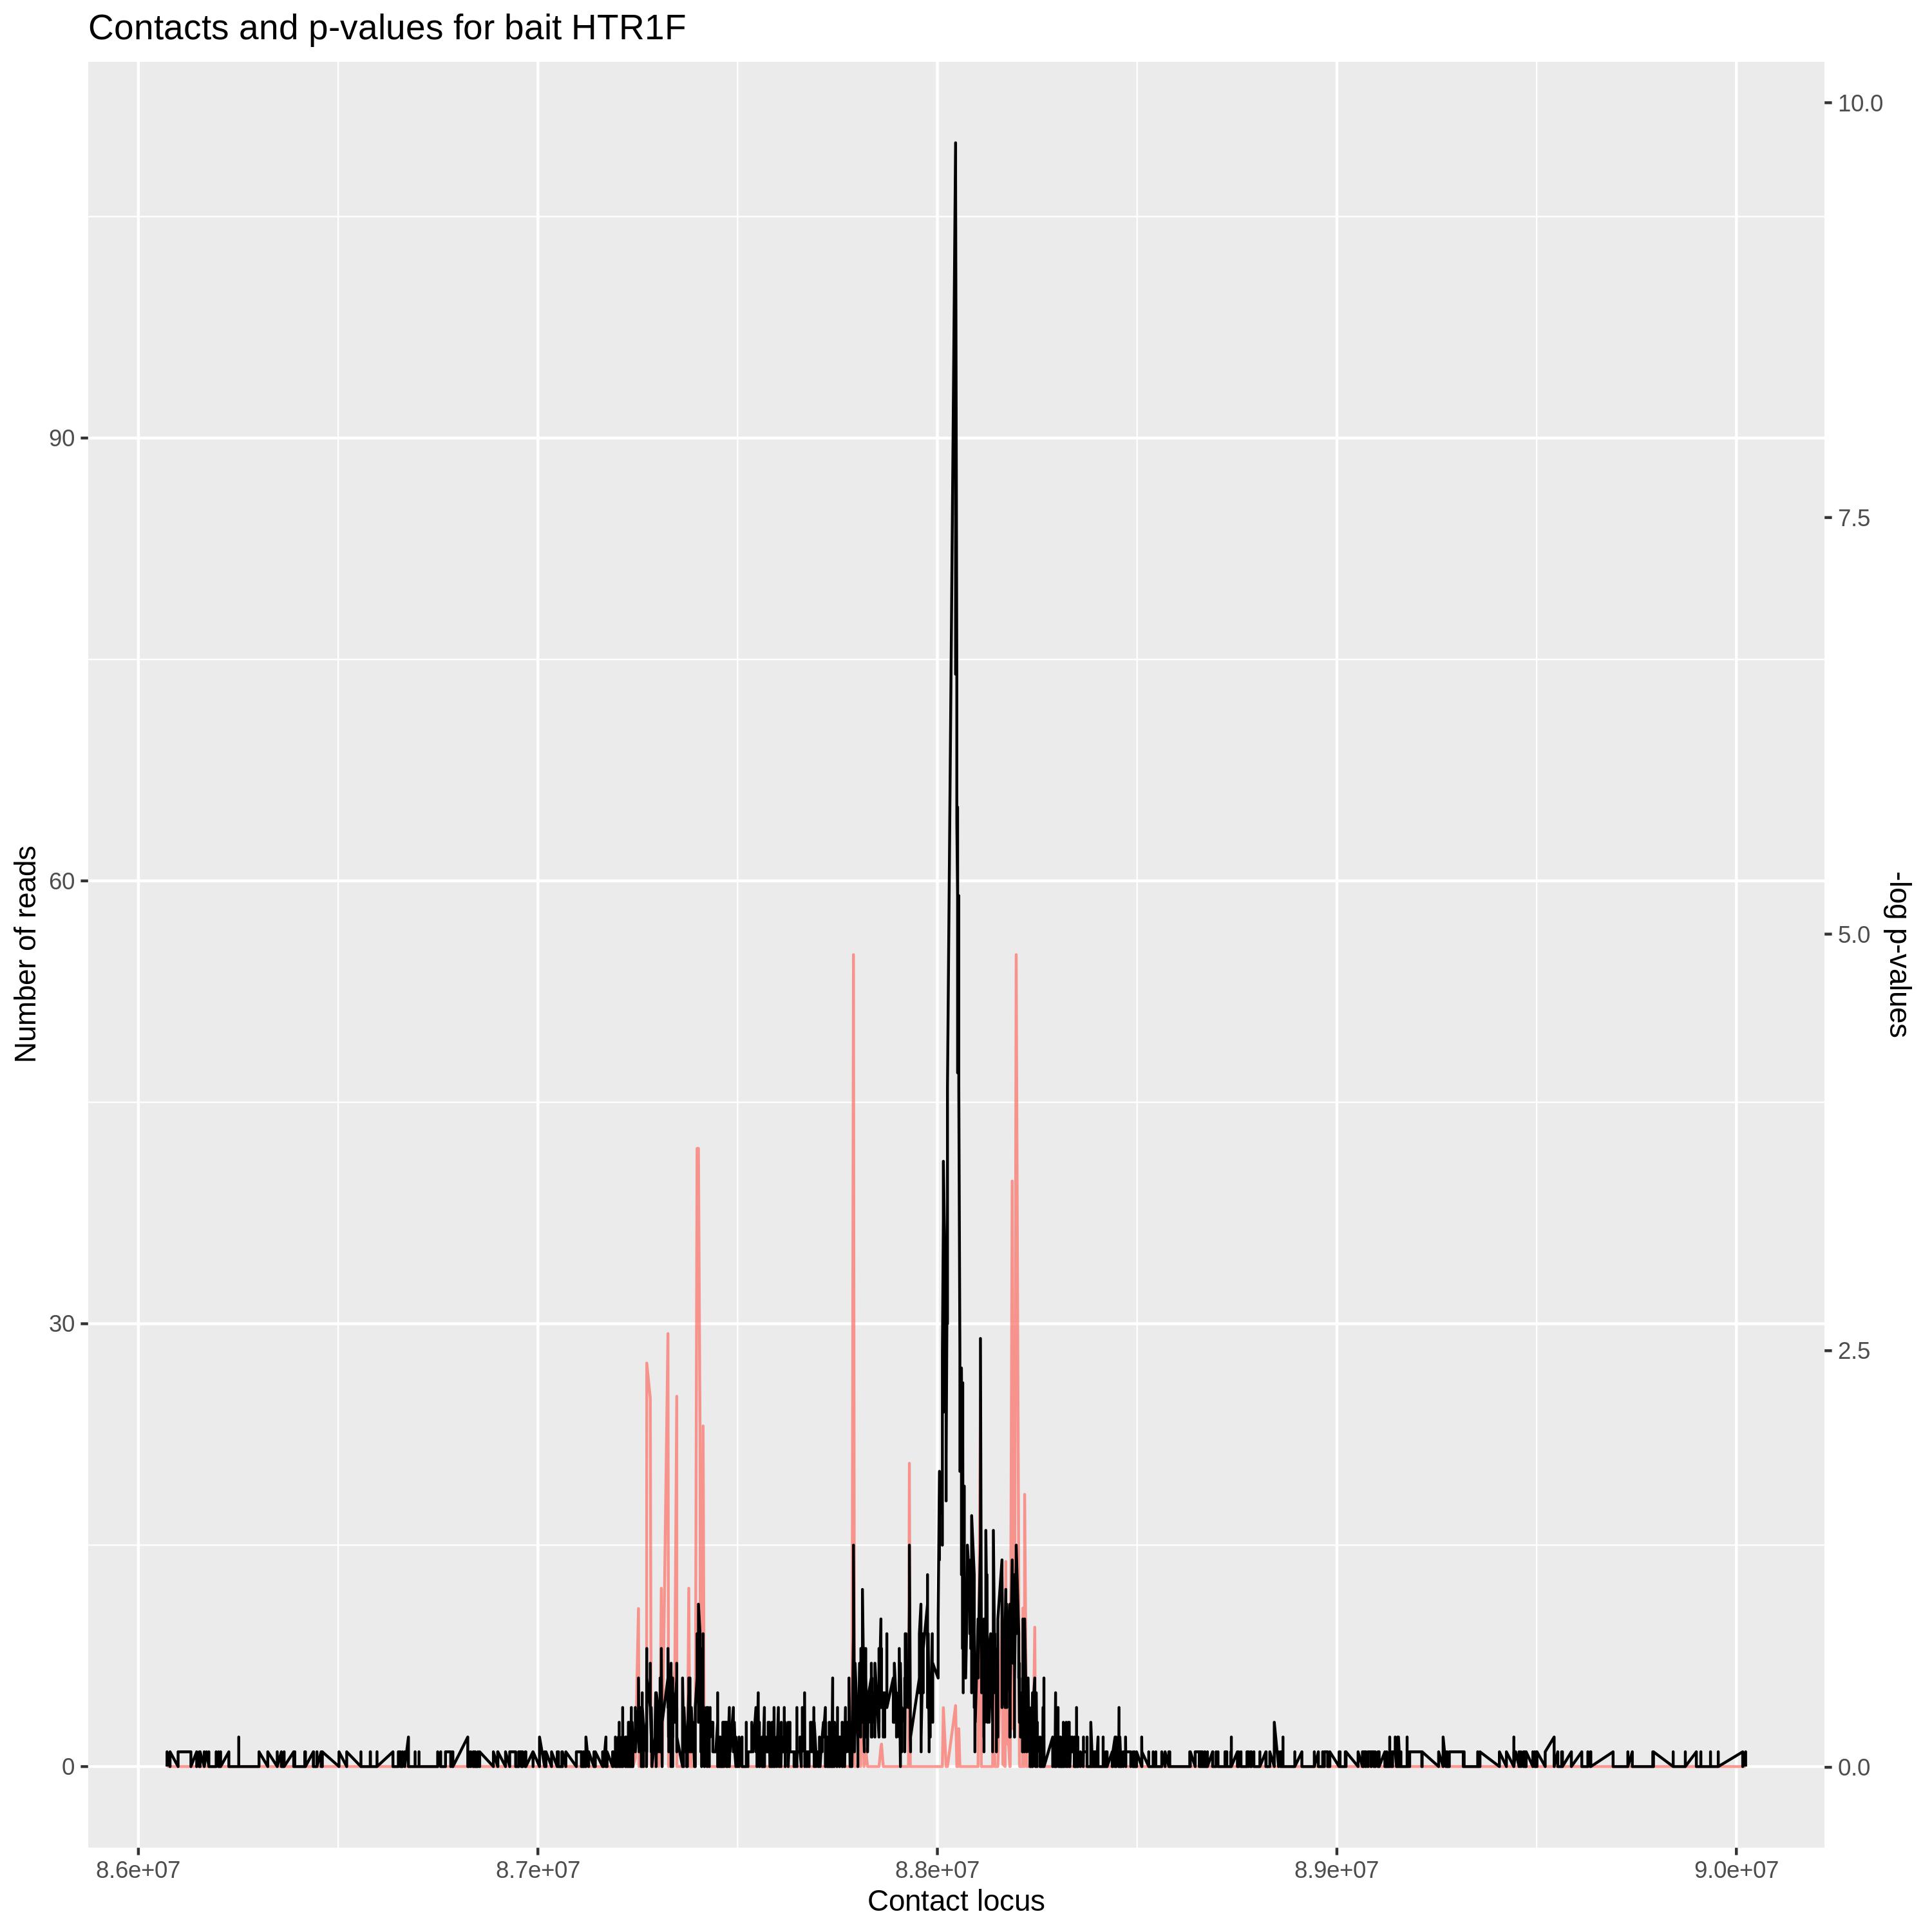 Contacts and p-values for bait HTR1F
10.0
90
7.5
Number of reads
60
5.0
-log p-values
30
2.5
0
0.0
8.6e+07 8.7e+07 8.8e+07 8.9e+07 9.0e+07
Contact locus